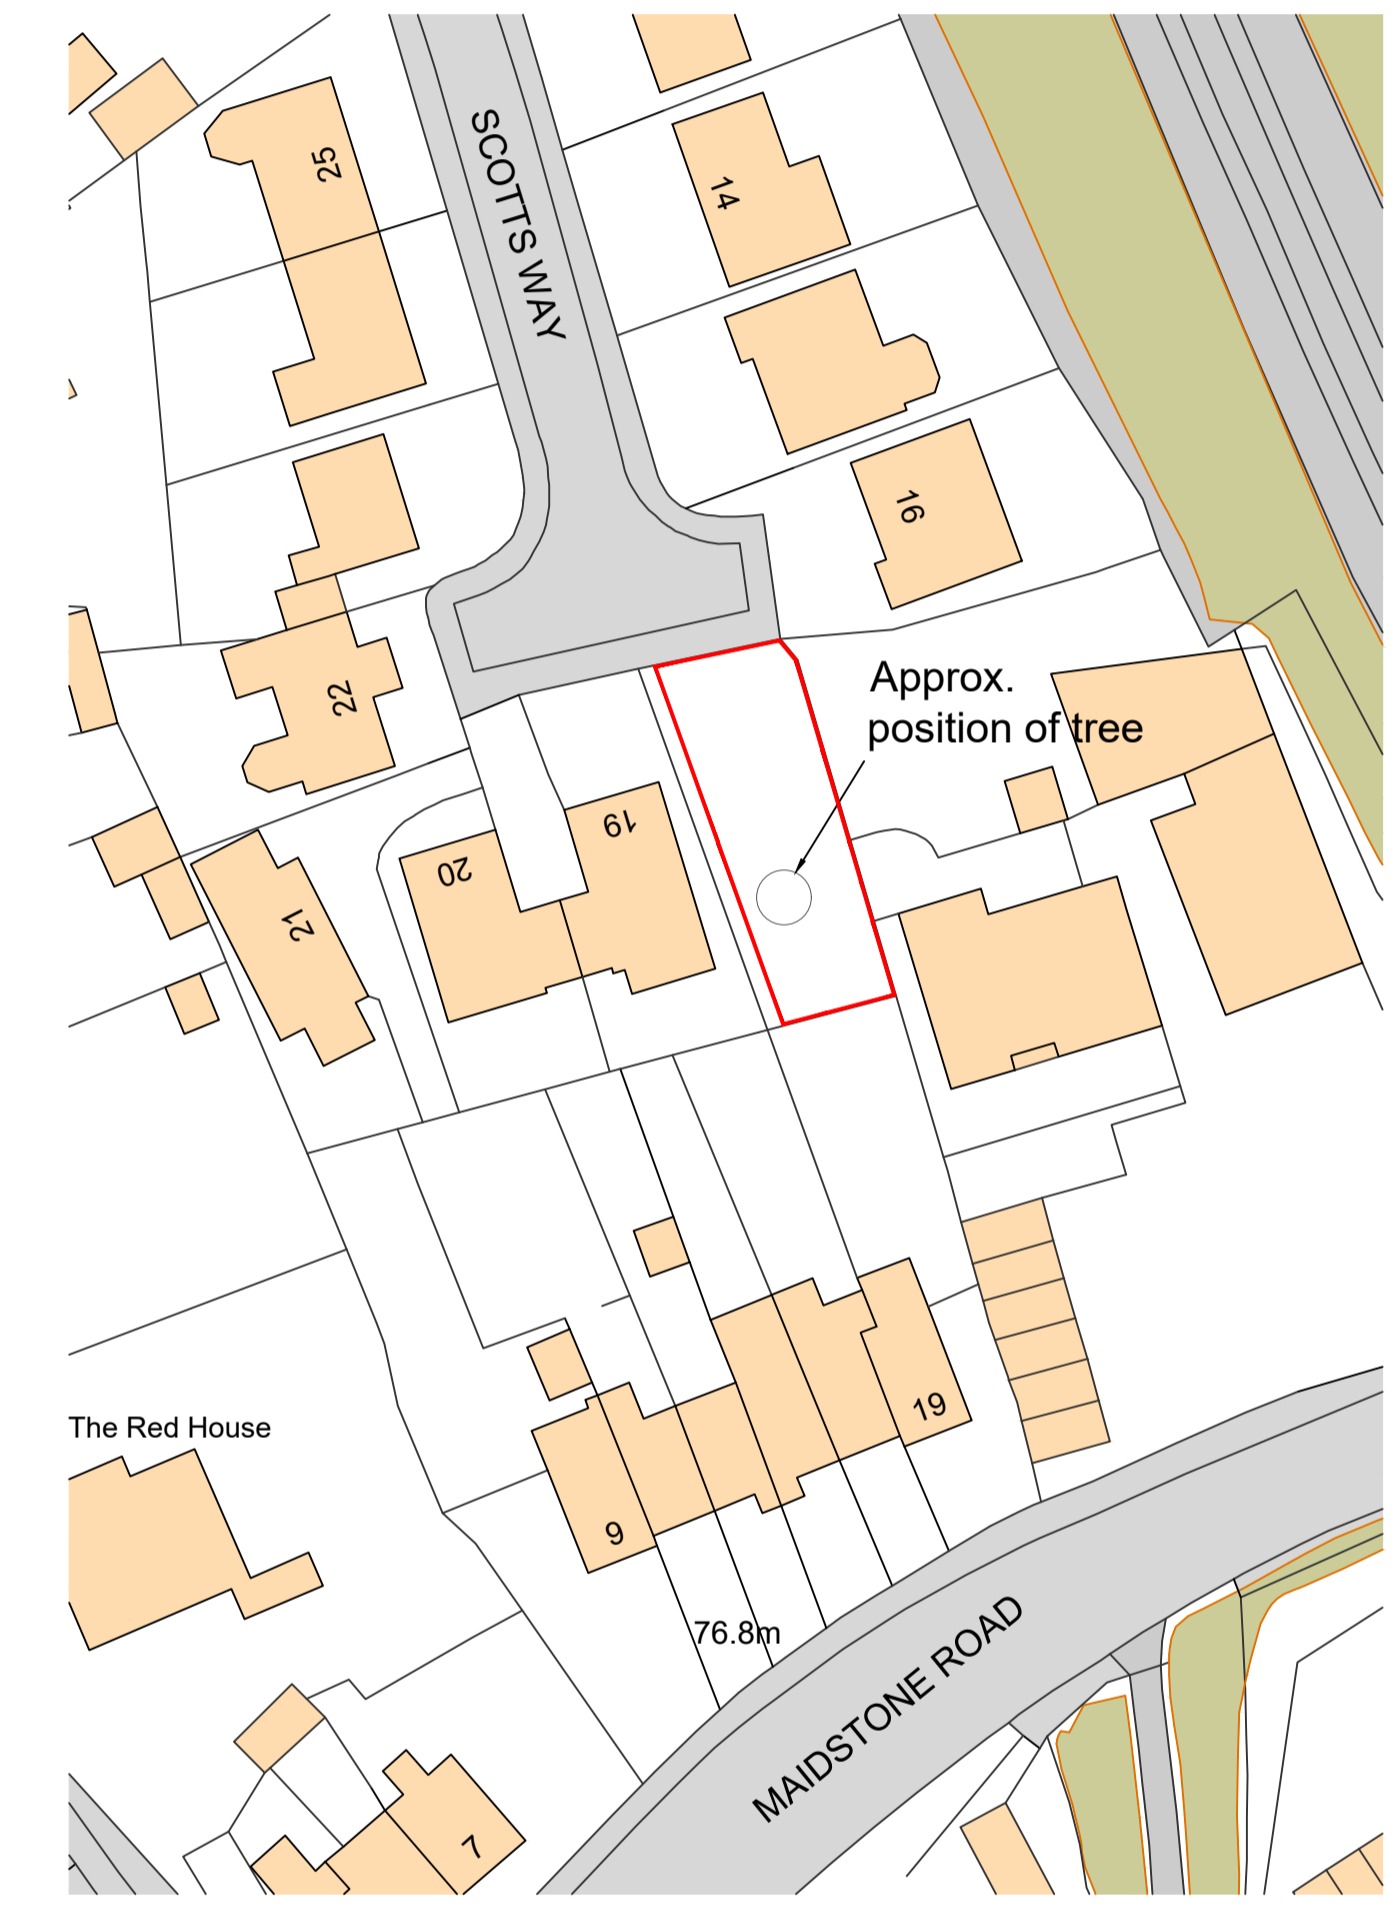 25
SCOTTS WAY
14
16
22
Approx.
position of tree
19
20
21
19
The Red House
9
76.8m
MAIDSTONE ROAD
7